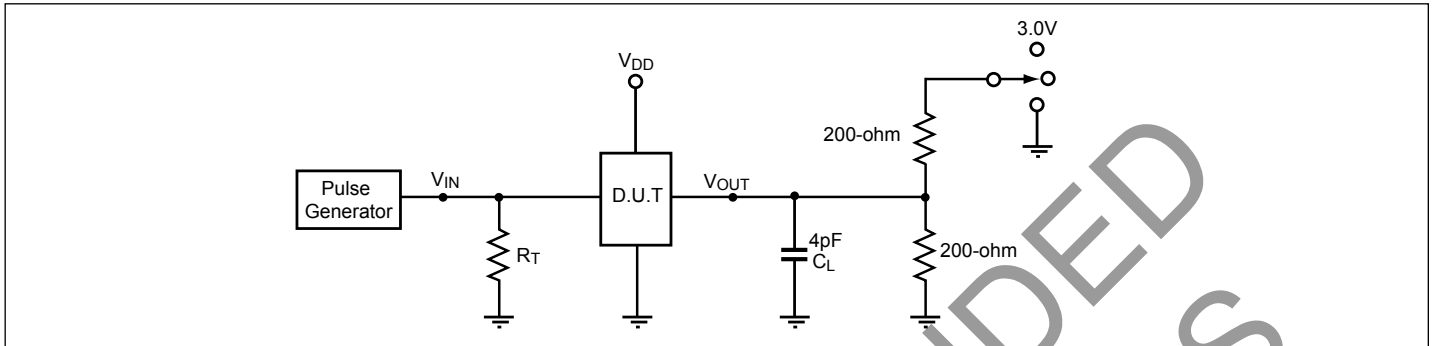 3.0V
VDD
200-ohm
Pulse
Generator
VIN
D.U.T
VOUT
RT
4pF
CL
200-ohm